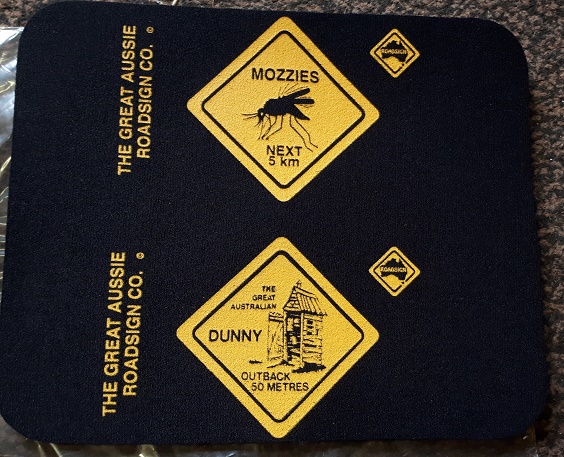 THE GREAT AUSSIE
ROADSIGN CO. ©
MOZZIES
NEXT
5 km
ROADSIGN
THE GREAT AUSSIE
ROADSIGN CO. ©
THE
GREAT
AUSTRALIAN
DUNNY
OUTBACK
50 METRES
ROADSIGN